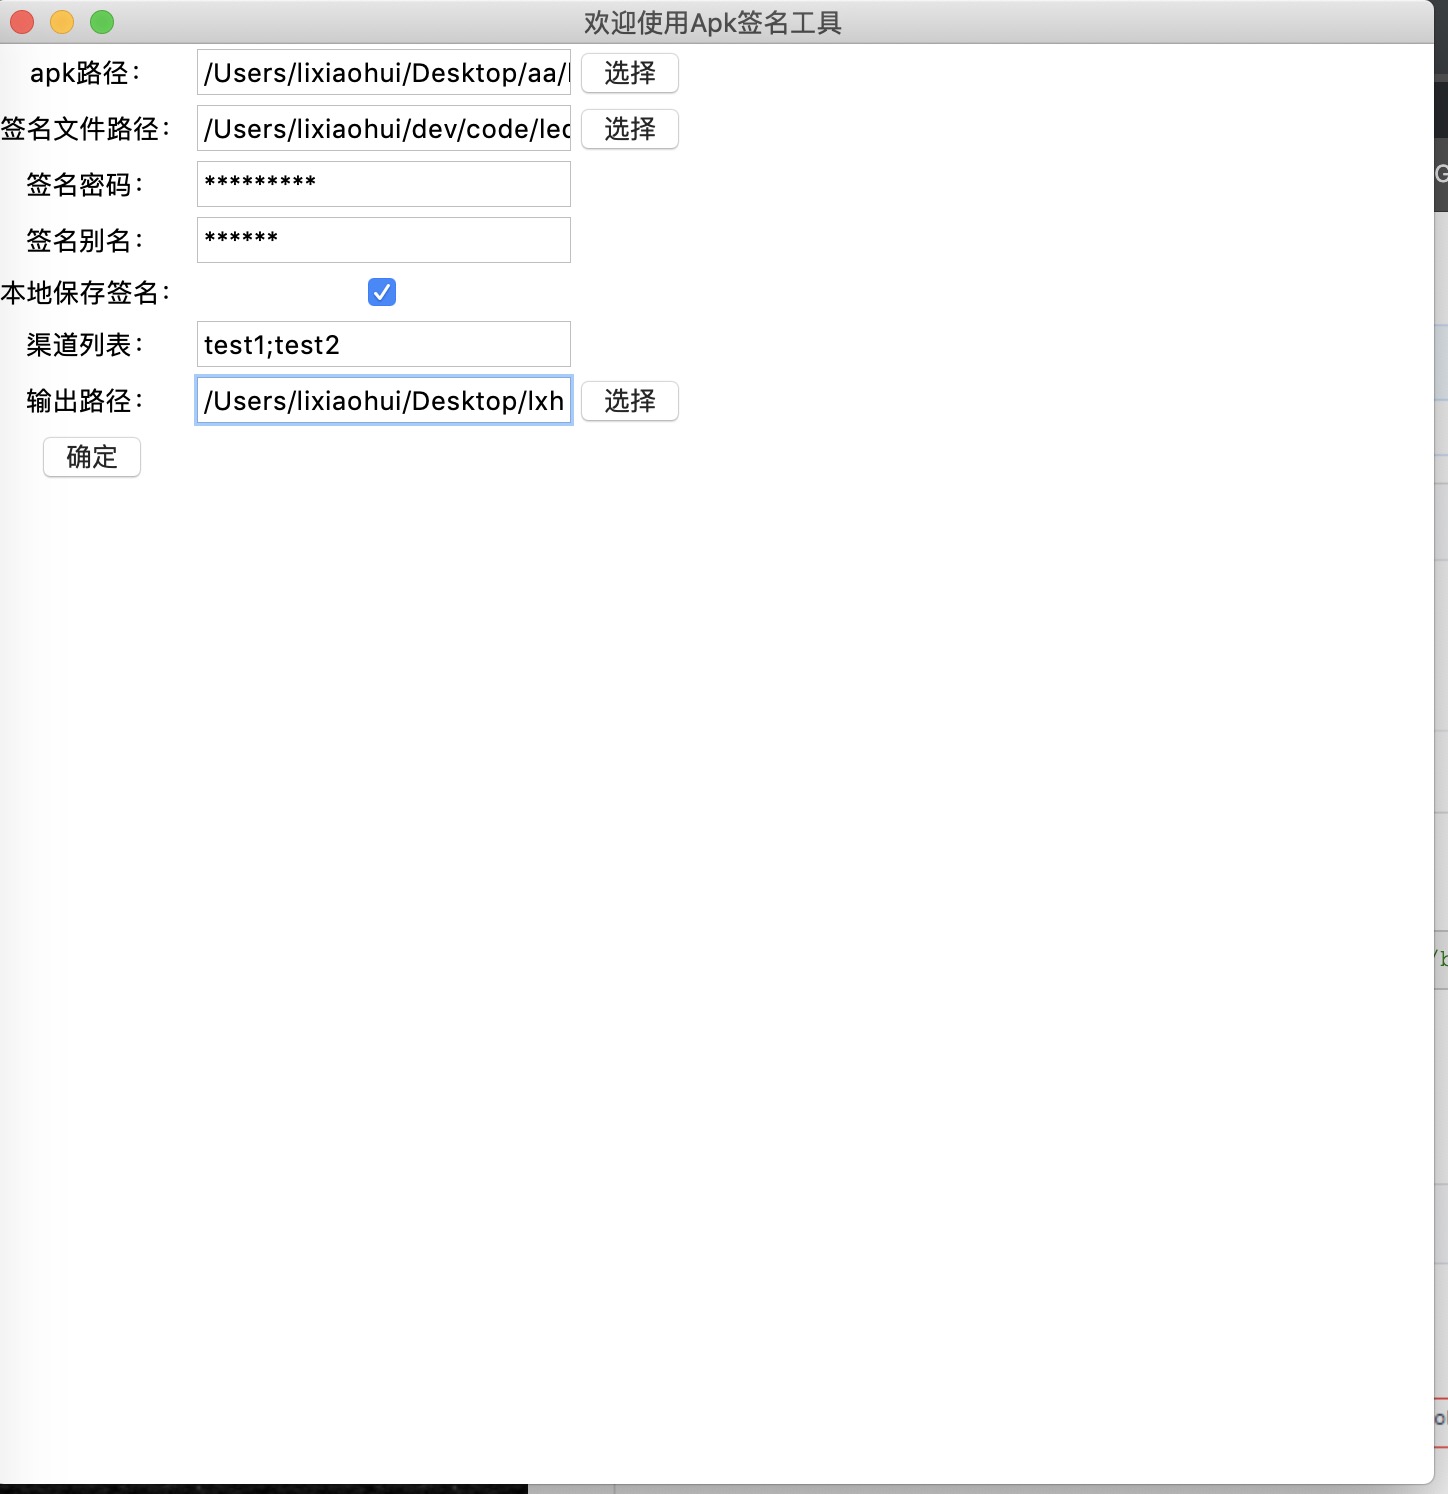 欢迎使用Apk签名工具
apk路径： /Users/lixiaohui/Desktop/aa/ 选择
签名文件路径： /Users/lixiaohui/dev/code/lec 选择
签名密码： *********
签名别名： ******
本地保存签名：
渠道列表： test1;test2
输出路径： /Users/lixiaohui/Desktop/lxh 选择
确定